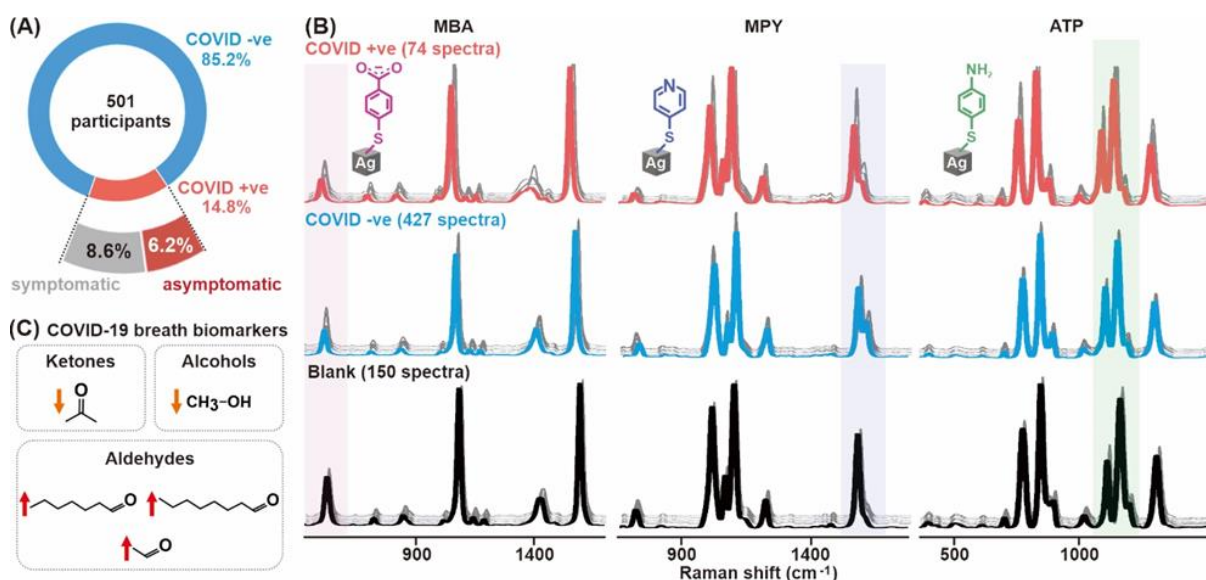 (A)
COVID -ve
85.2%
501
participants
COVID +ve
14.8%
8.6%
6.2%
symptomatic
asymptomatic
(B)
MBA
MPY
ATP
COVID +ve (74 spectra)
O
O
S
Ag
N
S
Ag
NH₂
S
Ag
COVID -ve (427 spectra)
Blank (150 spectra)
900
1400
900
1400
500
1000
Raman shift (cm⁻¹)
(C) COVID-19 breath biomarkers
Ketones
O
Alcohols
CH₃–OH
Aldehydes
O
O
O